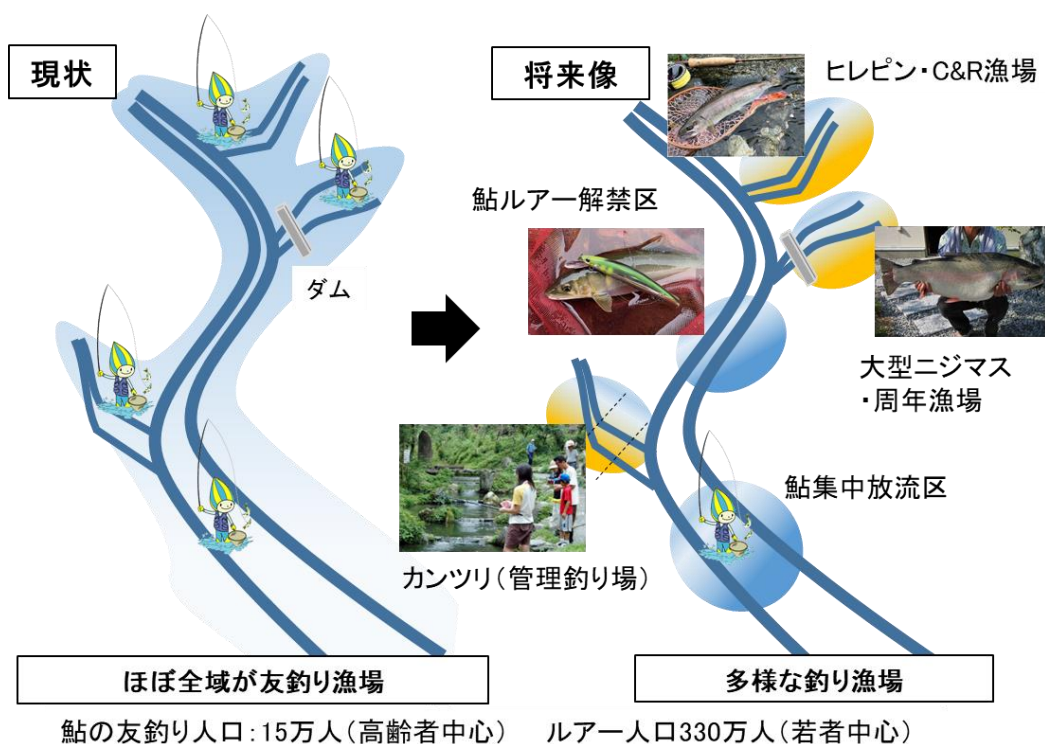 現状
ダム
ほぼ全域が友釣り漁場
鮎の友釣り人口:15万人(高齢者中心)
将来像
ヒレピン・C&R漁場
鮎ルアー解禁区
大型ニジマス
・周年漁場
鮎集中放流区
カンツリ(管理釣り場)
多様な釣り漁場
ルアー人口330万人(若者中心)